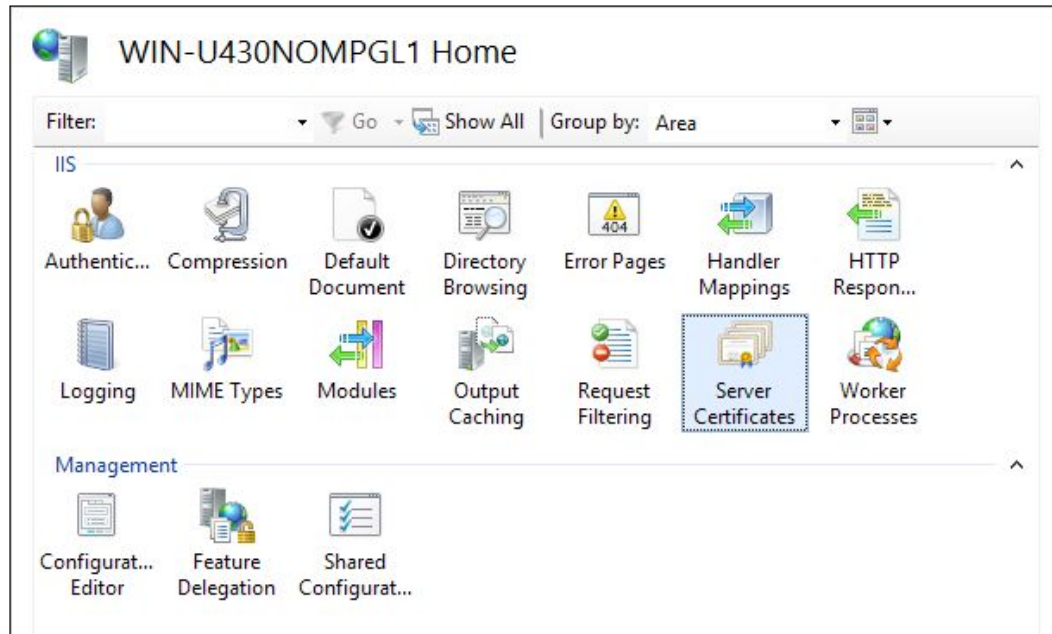 WIN-U430NOMPGL1 Home
Filter: Go Show All Group by: Area
IIS
Authentic... Compression Default Directory Error Pages Handler HTTP
Document Browsing Mappings Respon...
404
Logging MIME Types Modules Output Request Server Worker
Caching Filtering Certificates Processes
Management
Configurat... Feature Shared
Editor Delegation Configurat...